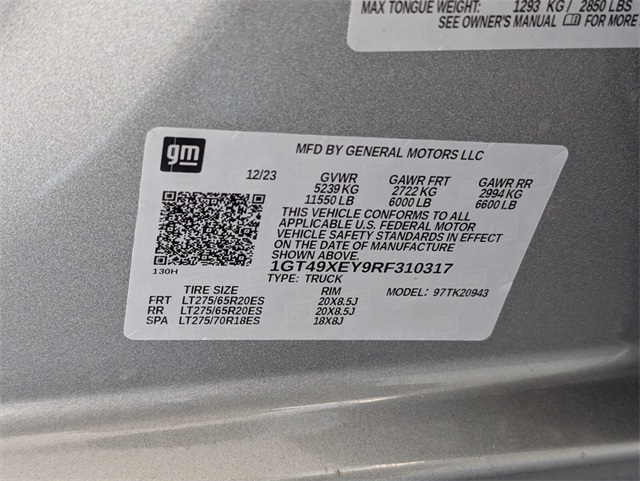 MAX TONGUE WEIGHT: 1293 KG / 2850 LBS
SEE OWNER'S MANUAL FOR MORE
gm
MFD BY GENERAL MOTORS LLC
12/23 GVWR GAWR FRT GAWR RR
5239 KG 2722 KG 2994 KG
11550 LB 6000 LB 6600 LB
THIS VEHICLE CONFORMS TO ALL
APPLICABLE U.S. FEDERAL MOTOR
VEHICLE SAFETY STANDARDS IN EFFECT
ON THE DATE OF MANUFACTURE
SHOWN ABOVE.
130H
1GT49XEY9RF310317
TYPE: TRUCK
TIRE SIZE RIM MODEL: 97TK20943
FRT LT275/65R20ES 20X8.5J
RR LT275/65R20ES 20X8.5J
SPA LT275/70R18ES 18X8J